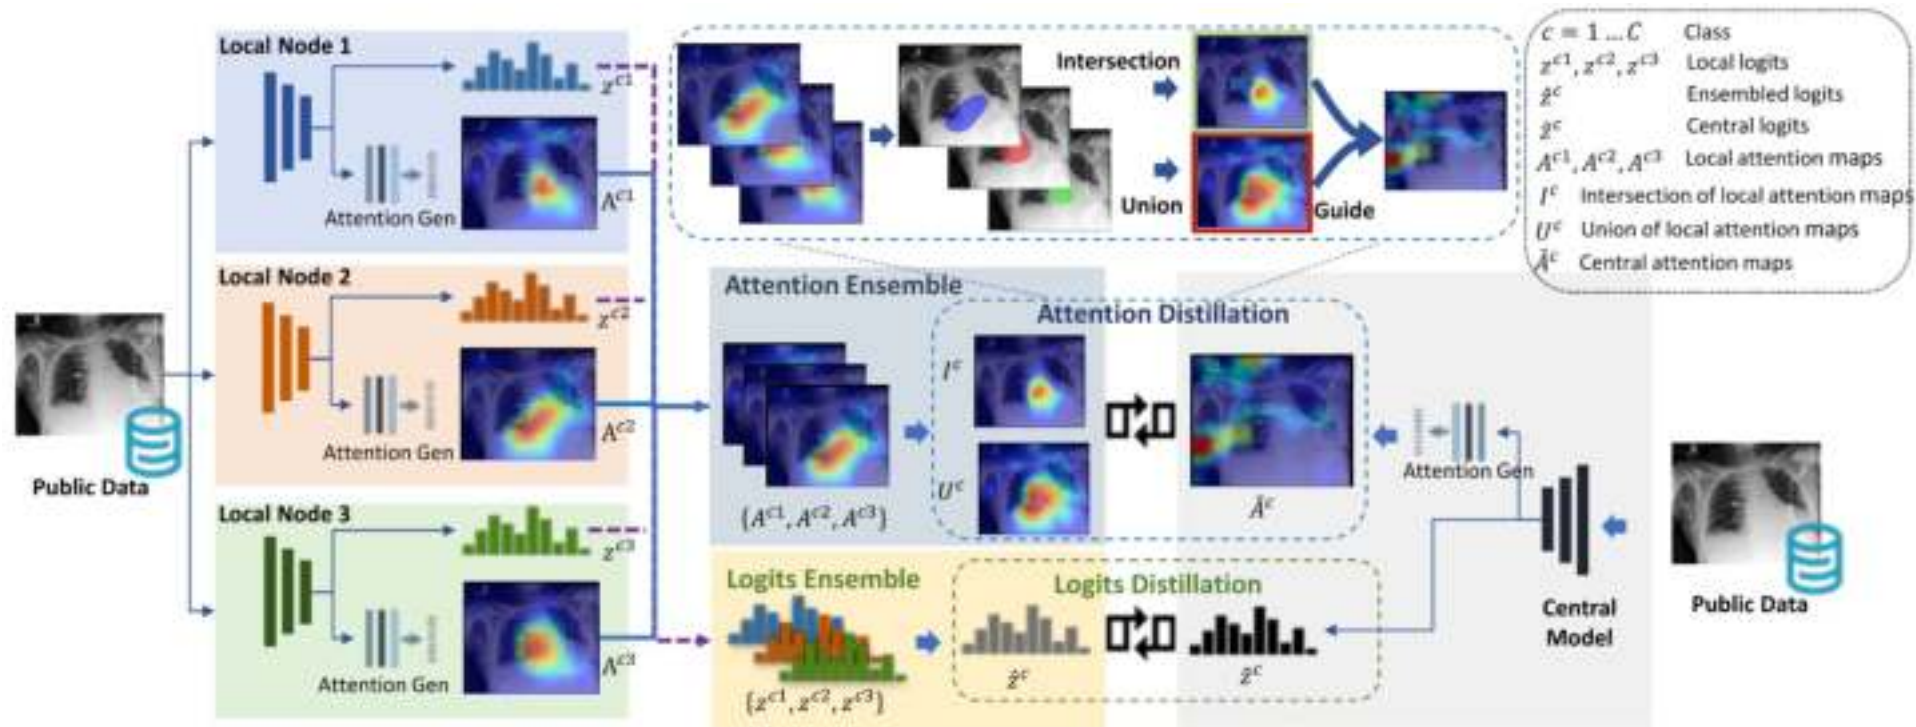 Local Node 1
z^{c1}
Attention Gen
A^{c1}
Local Node 2
z^{c2}
Attention Gen
A^{c2}
Local Node 3
z^{c3}
Attention Gen
A^{c3}
Public Data
Intersection
Union
Guide
c = 1 ... C Class
z^{c1}, z^{c2}, z^{c3} Local logits
ẑ^c Ensembled logits
ẑ^c Central logits
A^{c1}, A^{c2}, A^{c3} Local attention maps
I^c Intersection of local attention maps
U^c Union of local attention maps
Ã^c Central attention maps
Attention Ensemble
{A^{c1}, A^{c2}, A^{c3}}
Attention Distillation
I^c
U^c
Ã^c
Logits Ensemble
{z^{c1}, z^{c2}, z^{c3}}
Logits Distillation
ẑ^c
ẑ^c
Attention Gen
Central
Model
Public Data